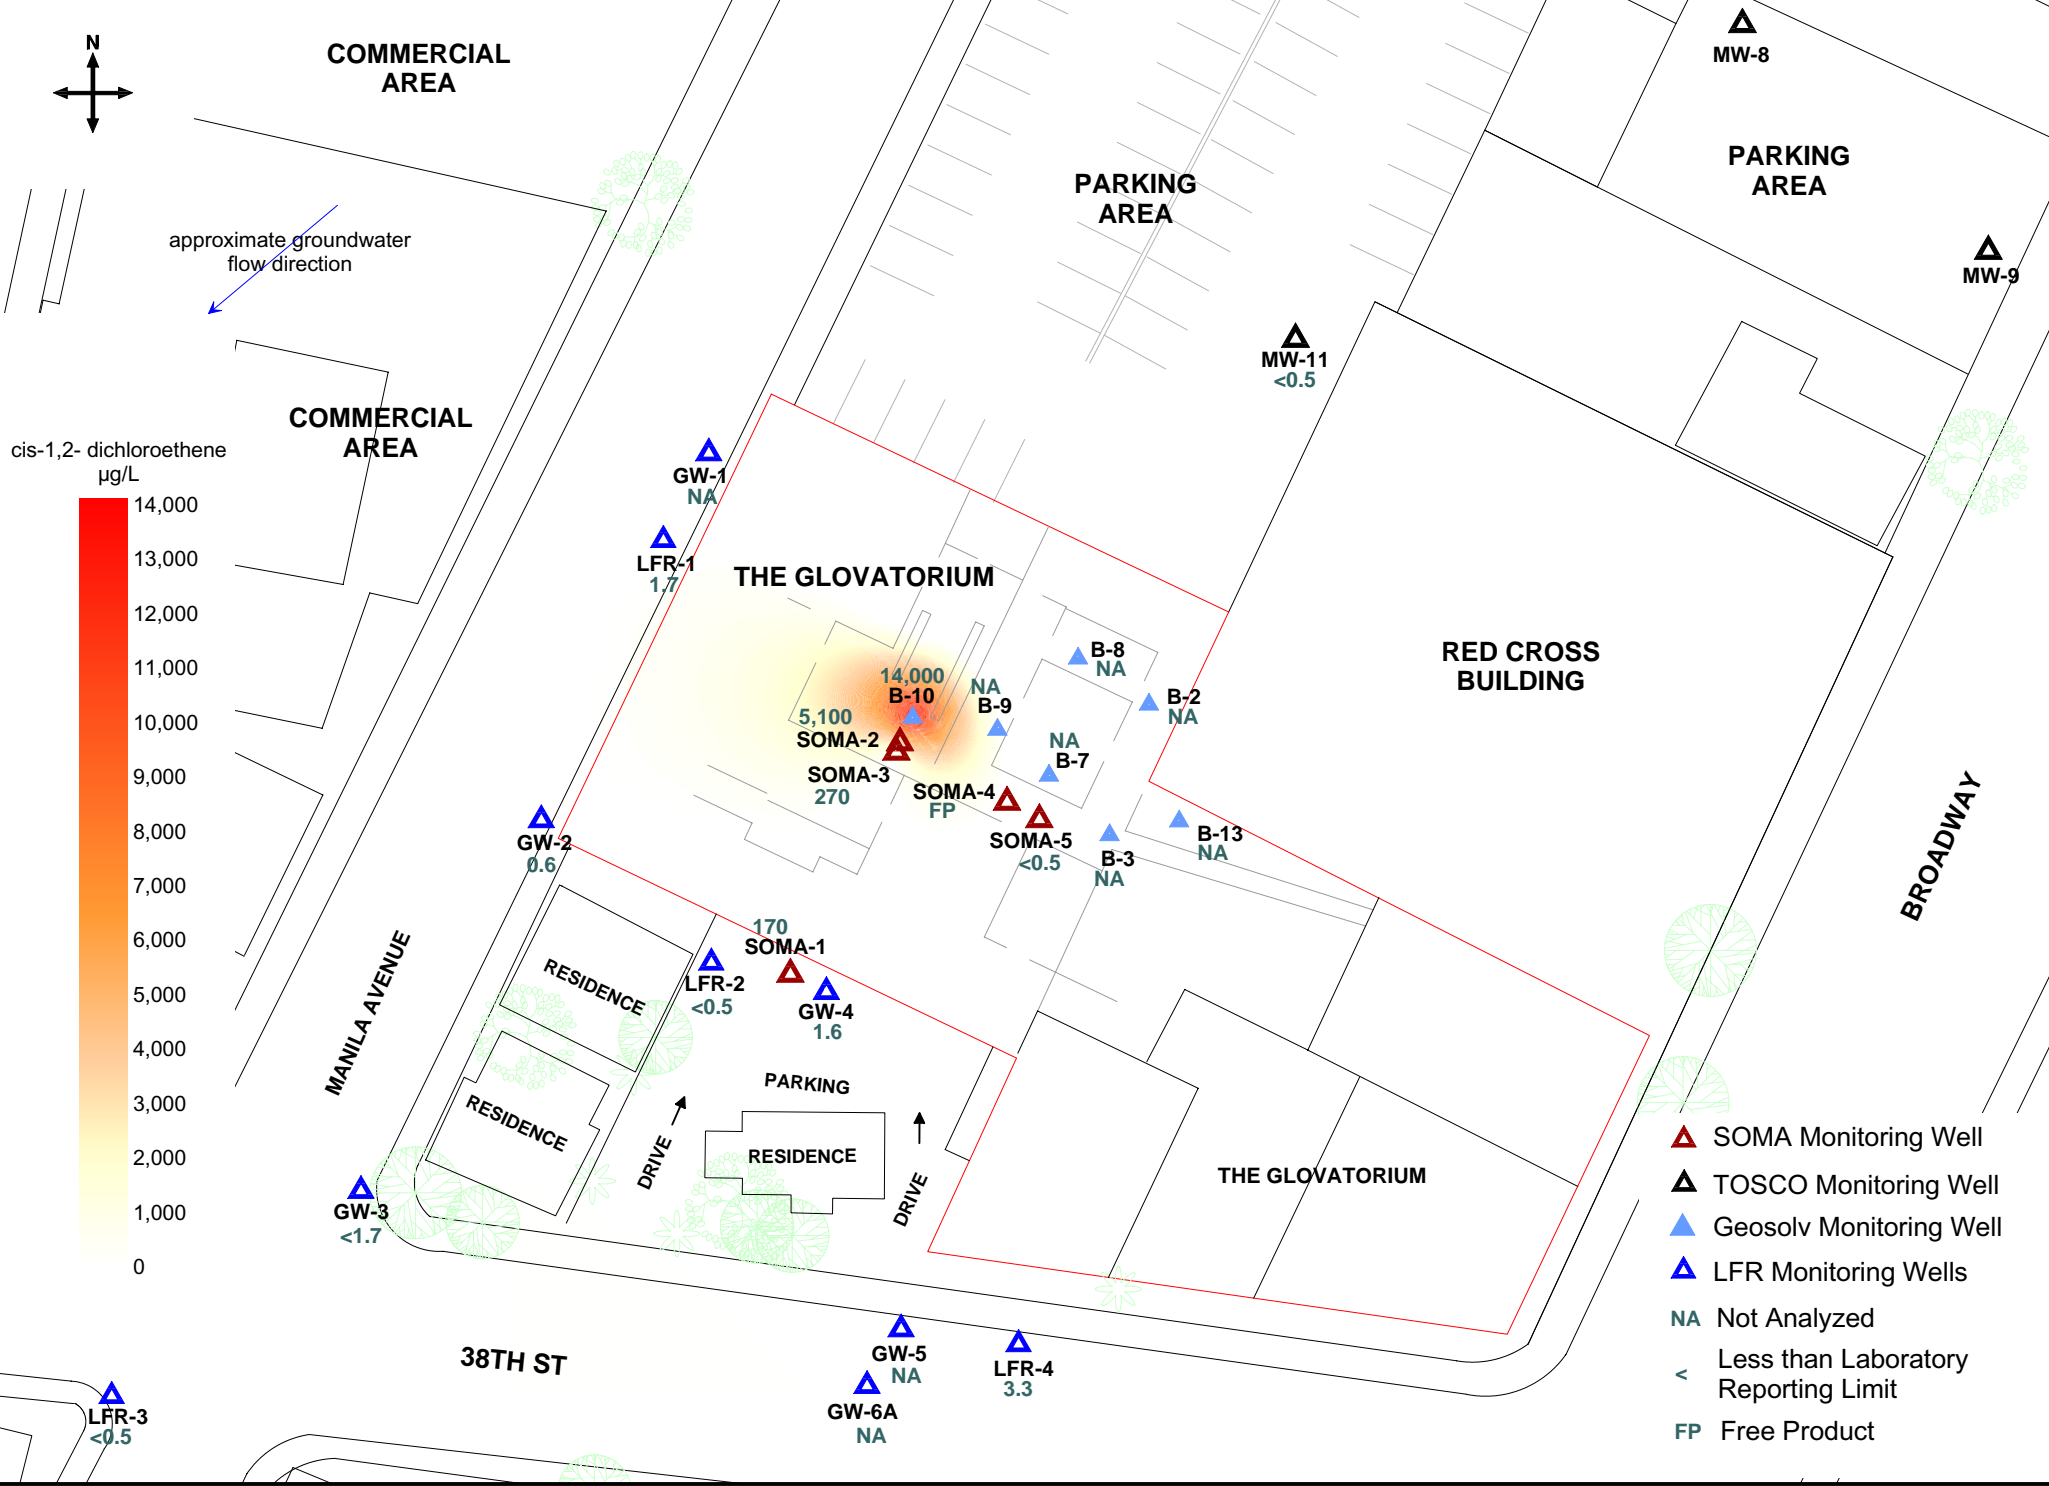 N
COMMERCIAL
AREA
MW-8
PARKING
AREA
PARKING
AREA
approximate groundwater
flow direction
MW-9
MW-11
<0.5
COMMERCIAL
AREA
cis-1,2- dichloroethene
µg/L
14,000
13,000
12,000
11,000
10,000
9,000
8,000
7,000
6,000
5,000
4,000
3,000
2,000
1,000
0
GW-1
NA
LFR-1
1.7
THE GLOVATORIUM
RED CROSS
BUILDING
B-8
NA
14,000
B-10
NA
B-9
B-2
NA
5,100
SOMA-2
NA
B-7
SOMA-3
270
SOMA-4
FP
SOMA-5
<0.5
B-3
NA
B-13
NA
GW-2
0.6
BROADWAY
170
SOMA-1
LFR-2
<0.5
GW-4
1.6
MANILA AVENUE
RESIDENCE
RESIDENCE
PARKING
DRIVE
RESIDENCE
DRIVE
THE GLOVATORIUM
GW-3
<1.7
38TH ST
GW-5
NA
GW-6A
NA
LFR-4
3.3
LFR-3
<0.5
SOMA Monitoring Well
TOSCO Monitoring Well
Geosolv Monitoring Well
LFR Monitoring Wells
NA Not Analyzed
< Less than Laboratory
Reporting Limit
FP Free Product